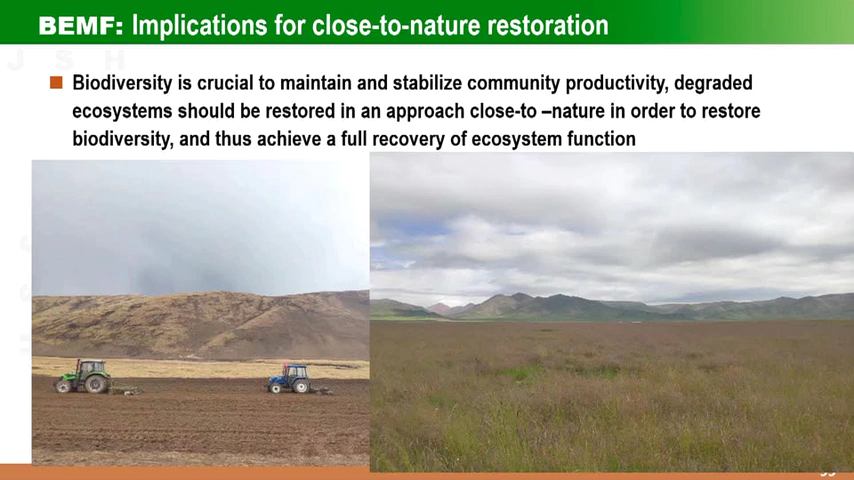 BEMF: Implications for close-to-nature restoration
J S H
Biodiversity is crucial to maintain and stabilize community productivity, degraded
ecosystems should be restored in an approach close-to –nature in order to restore
biodiversity, and thus achieve a full recovery of ecosystem function